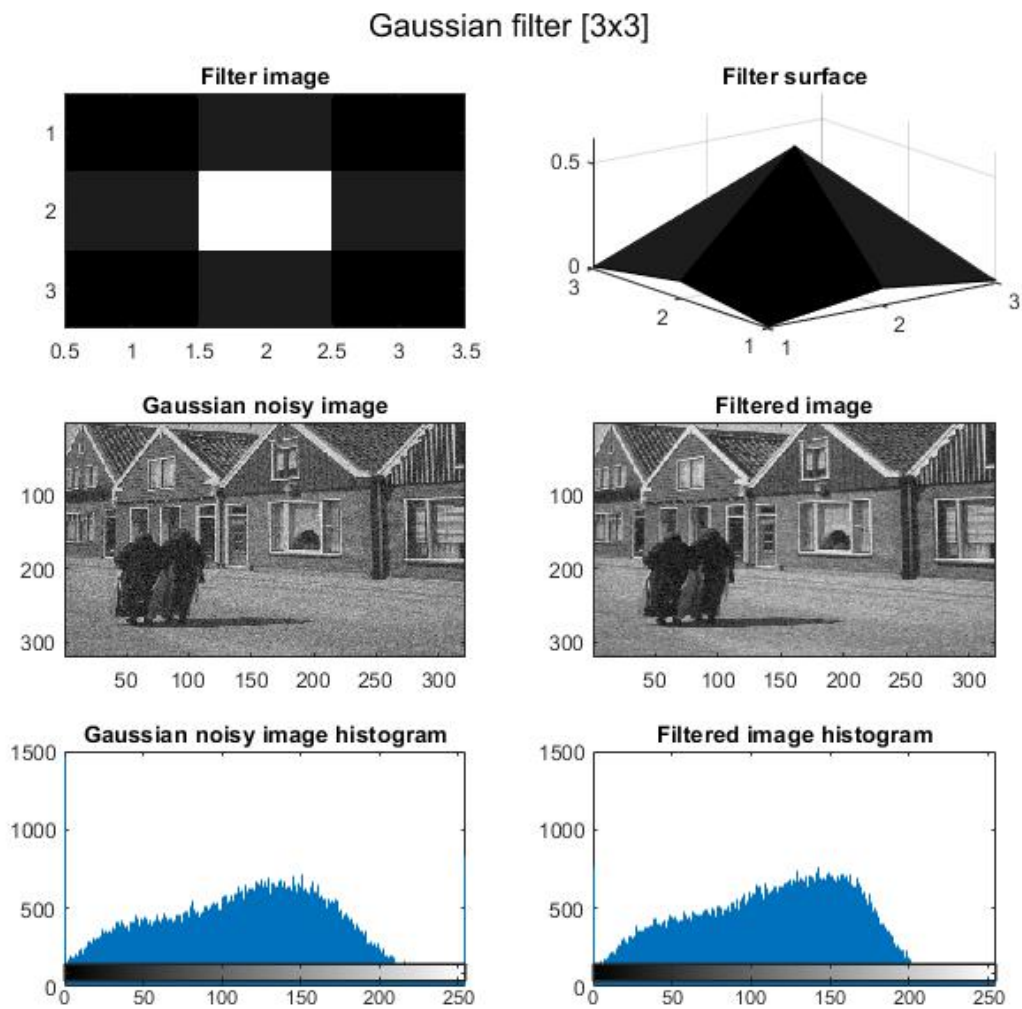 Gaussian filter [3x3]
Filter image
1
2
3
0.5 1 1.5 2 2.5 3 3.5
Filter surface
0.5
0
3
2
1 1
2
3
Gaussian noisy image
100
200
300
50 100 150 200 250 300
Filtered image
100
200
300
50 100 150 200 250 300
Gaussian noisy image histogram
1500
1000
500
0
0 50 100 150 200 250
Filtered image histogram
1500
1000
500
0
0 50 100 150 200 250